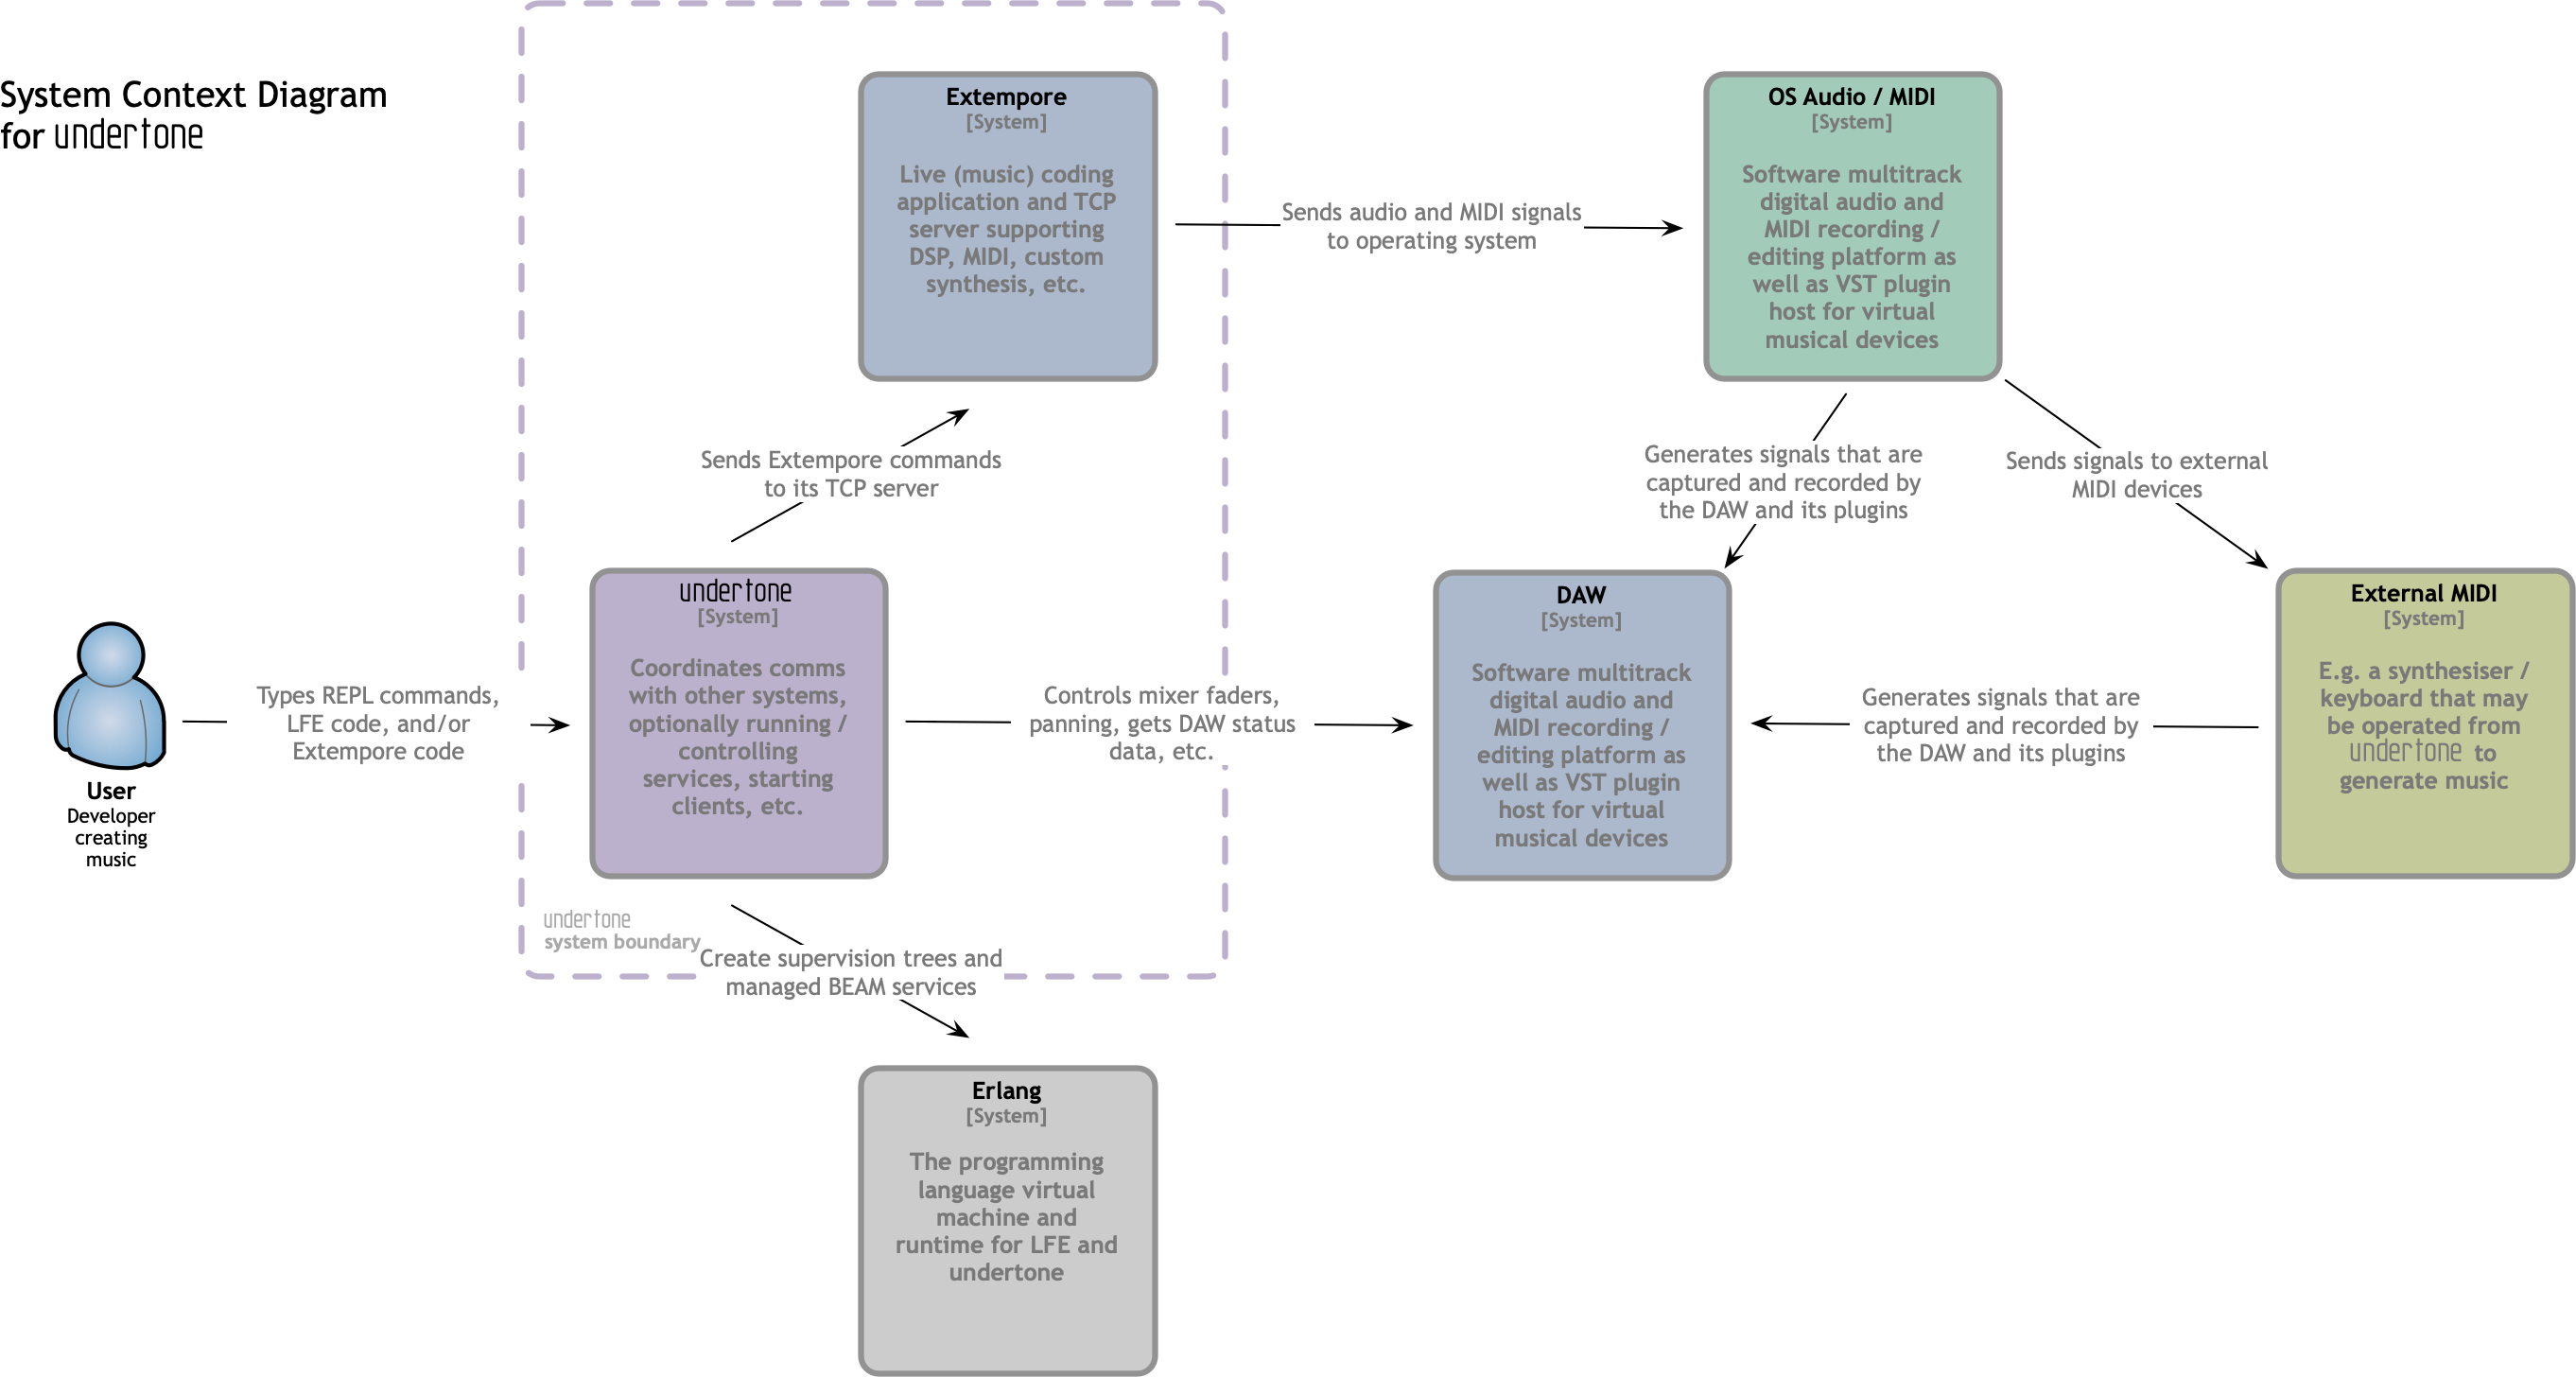 System Context Diagram
for undertone
Extempore
[System]
Live (music) coding
application and TCP
server supporting
DSP, MIDI, custom
synthesis, etc.
Sends audio and MIDI signals
to operating system
OS Audio / MIDI
[System]
Software multitrack
digital audio and
MIDI recording /
editing platform as
well as VST plugin
host for virtual
musical devices
Sends Extempore commands
to its TCP server
Generates signals that are
captured and recorded by
the DAW and its plugins
Sends signals to external
MIDI devices
User
Developer
creating
music
Types REPL commands,
LFE code, and/or
Extempore code
undertone
[System]
Coordinates comms
with other systems,
optionally running /
controlling
services, starting
clients, etc.
Controls mixer faders,
panning, gets DAW status
data, etc.
DAW
[System]
Software multitrack
digital audio and
MIDI recording /
editing platform as
well as VST plugin
host for virtual
musical devices
Generates signals that are
captured and recorded by
the DAW and its plugins
External MIDI
[System]
E.g. a synthesiser /
keyboard that may
be operated from
undertone to
generate music
undertone
system boundary
Create supervision trees and
managed BEAM services
Erlang
[System]
The programming
language virtual
machine and
runtime for LFE and
undertone